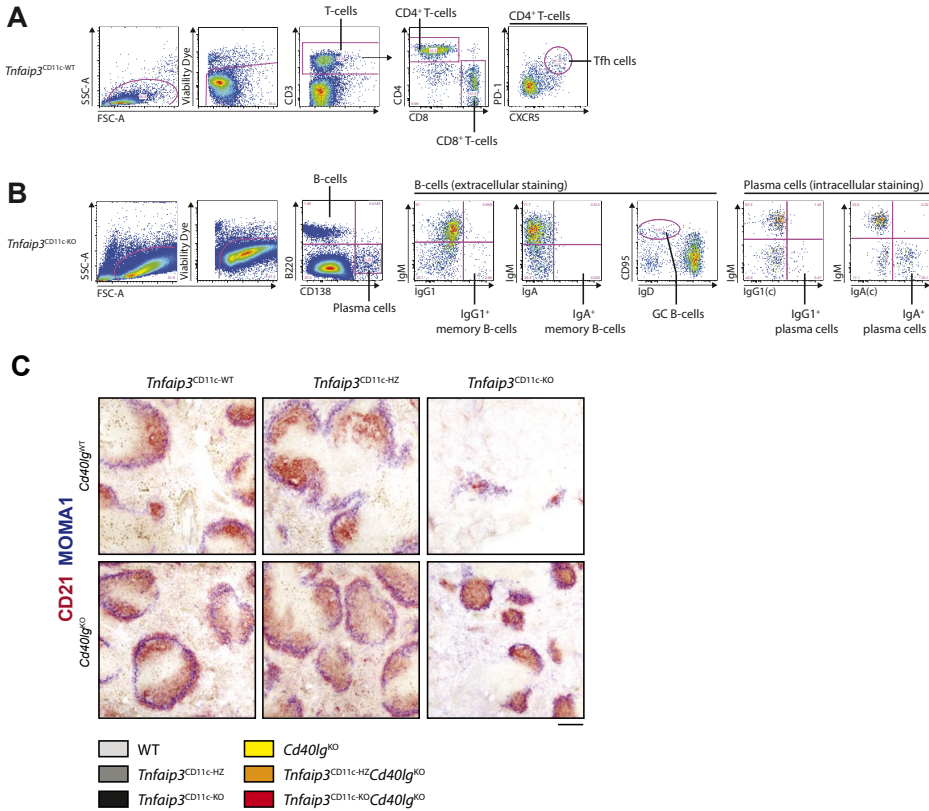 A
T-cells
CD4⁺ T-cells
CD4⁺ T-cells
Tnfaip3CD11c-WT
SSC-A
FSC-A
Viability Dye
CD3
CD4
CD8
CD8⁺ T-cells
PD-1
CXCR5
Tfh cells
B
B-cells
B-cells (extracellular staining)
Plasma cells (intracellular staining)
Tnfaip3CD11c-KO
SSC-A
FSC-A
Viability Dye
B220
CD138
Plasma cells
IgM
IgG1
IgG1⁺
memory B-cells
IgM
IgA
IgA⁺
memory B-cells
CD95
IgD
GC B-cells
IgM
IgG1(c)
IgG1⁺
plasma cells
IgM
IgA(c)
IgA⁺
plasma cells
C
Tnfaip3CD11c-WT
Tnfaip3CD11c-HZ
Tnfaip3CD11c-KO
CD21 MOMA1
Cd40lgWT
Cd40lgKO
WT
Tnfaip3CD11c-HZ
Tnfaip3CD11c-KO
Cd40lgKO
Tnfaip3CD11c-HZCd40lgKO
Tnfaip3CD11c-KOCd40lgKO